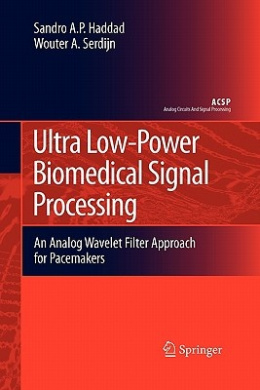 Sandro A.P. Haddad
Wouter A. Serdijn
ACSP
Analog Circuits And Signal Processing
Ultra Low-Power
Biomedical Signal
Processing
An Analog Wavelet Filter Approach
for Pacemakers
Springer